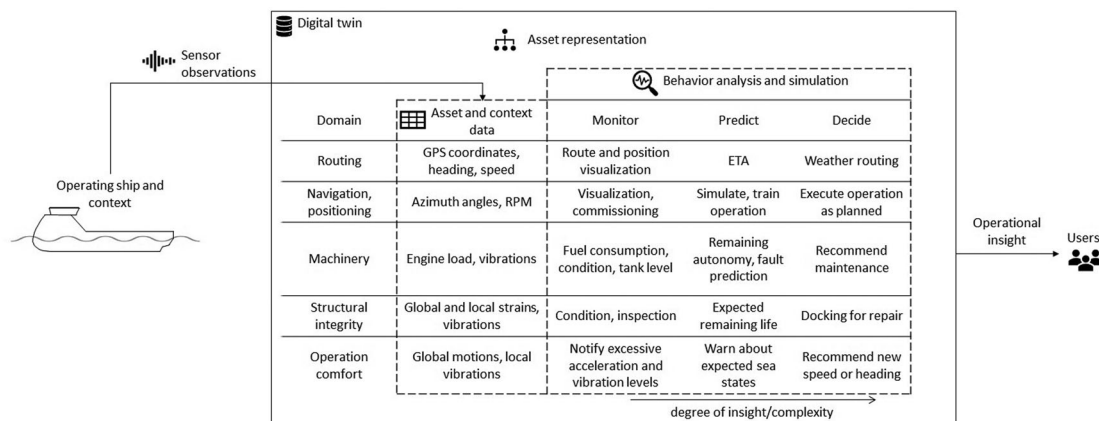 Digital twin
Asset representation
Sensor
observations
Behavior analysis and simulation
Domain
Asset and context
data
Monitor
Predict
Decide
Routing
GPS coordinates,
heading, speed
Route and position
visualization
ETA
Weather routing
Operating ship and
context
Navigation,
positioning
Azimuth angles, RPM
Visualization,
commissioning
Simulate, train
operation
Execute operation
as planned
Operational
insight
Users
Machinery
Engine load, vibrations
Fuel consumption,
condition, tank level
Remaining
autonomy, fault
prediction
Recommend
maintenance
Structural
integrity
Global and local strains,
vibrations
Condition, inspection
Expected
remaining life
Docking for repair
Operation
comfort
Global motions, local
vibrations
Notify excessive
acceleration and
vibration levels
Warn about
expected sea
states
Recommend new
speed or heading
degree of insight/complexity